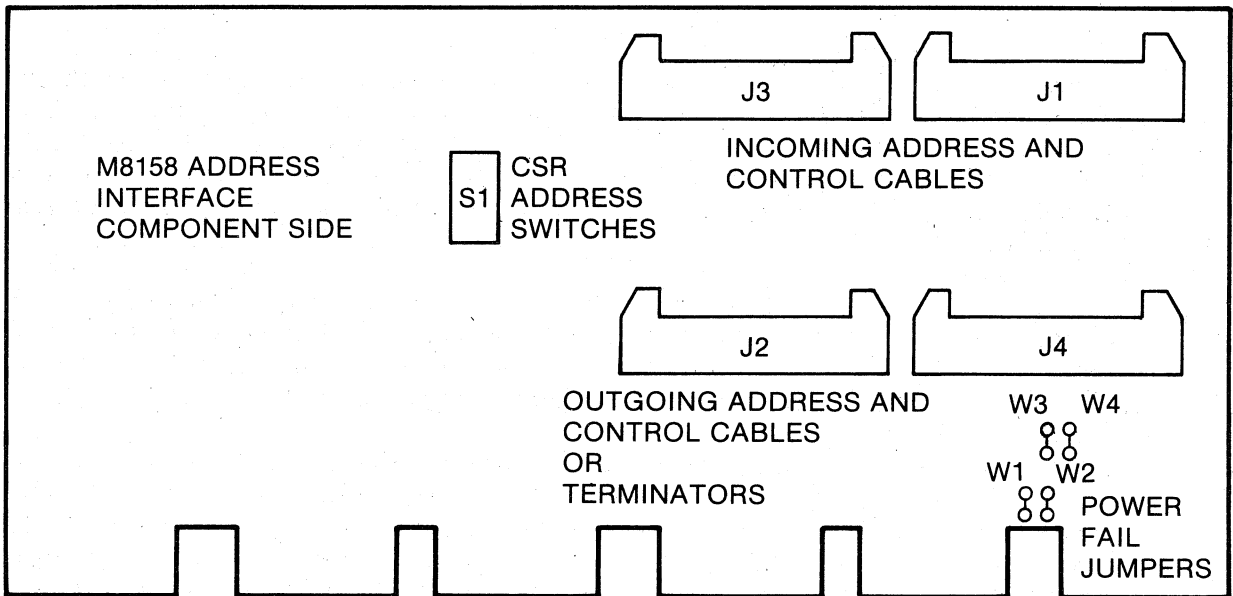 J3
J1
INCOMING ADDRESS AND
CONTROL CABLES
M8158 ADDRESS
INTERFACE
COMPONENT SIDE
S1
CSR
ADDRESS
SWITCHES
J2
J4
OUTGOING ADDRESS AND
CONTROL CABLES
OR
TERMINATORS
W3 W4
W1 W2
POWER
FAIL
JUMPERS